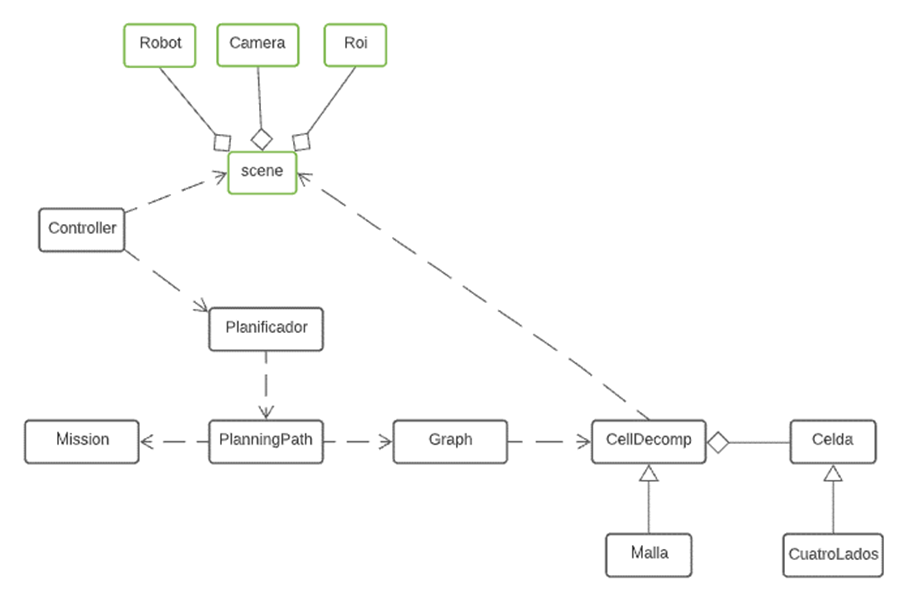 Robot
Camera
Roi
scene
Controller
Planificador
Mission
PlanningPath
Graph
CellDecomp
Celda
Malla
CuatroLados